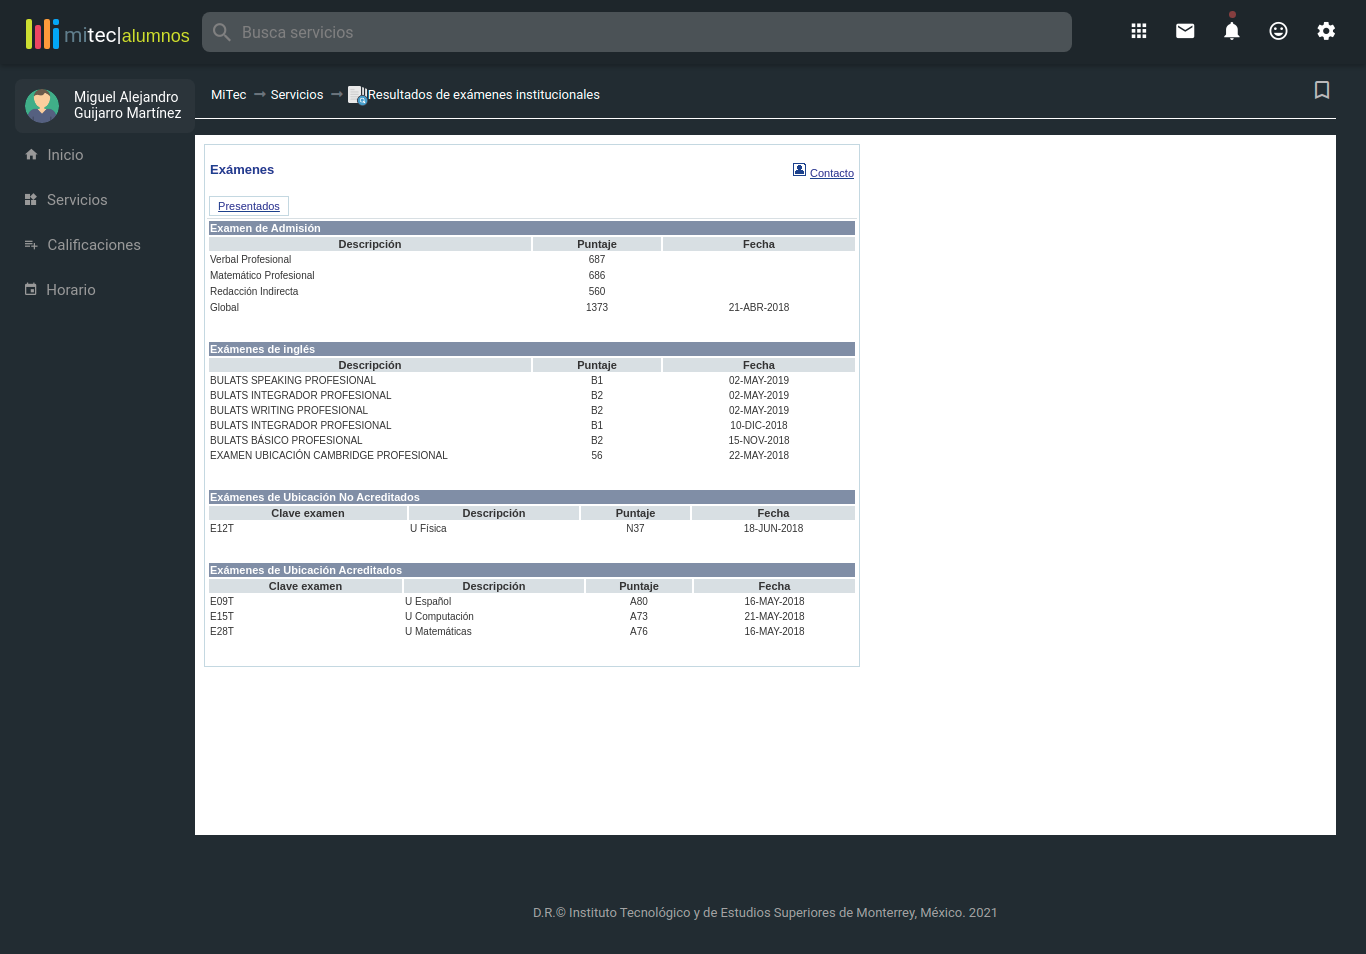 mitec|alumnos
Busca servicios
Miguel Alejandro
Guijarro Martínez
Inicio
Servicios
Calificaciones
Horario
MiTec → Servicios → Resultados de exámenes institucionales
Exámenes
Contacto
Presentados
Examen de Admisión
Descripción Puntaje Fecha
Verbal Profesional 687
Matemático Profesional 686
Redacción Indirecta 560
Global 1373 21-ABR-2018
Exámenes de inglés
Descripción Puntaje Fecha
BULATS SPEAKING PROFESIONAL B1 02-MAY-2019
BULATS INTEGRADOR PROFESIONAL B2 02-MAY-2019
BULATS WRITING PROFESIONAL B2 02-MAY-2019
BULATS INTEGRADOR PROFESIONAL B1 10-DIC-2018
BULATS BÁSICO PROFESIONAL B2 15-NOV-2018
EXAMEN UBICACIÓN CAMBRIDGE PROFESIONAL 56 22-MAY-2018
Exámenes de Ubicación No Acreditados
Clave examen Descripción Puntaje Fecha
E12T U Física N37 18-JUN-2018
Exámenes de Ubicación Acreditados
Clave examen Descripción Puntaje Fecha
E09T U Español A80 16-MAY-2018
E15T U Computación A73 21-MAY-2018
E28T U Matemáticas A76 16-MAY-2018
D.R.© Instituto Tecnológico y de Estudios Superiores de Monterrey, México. 2021